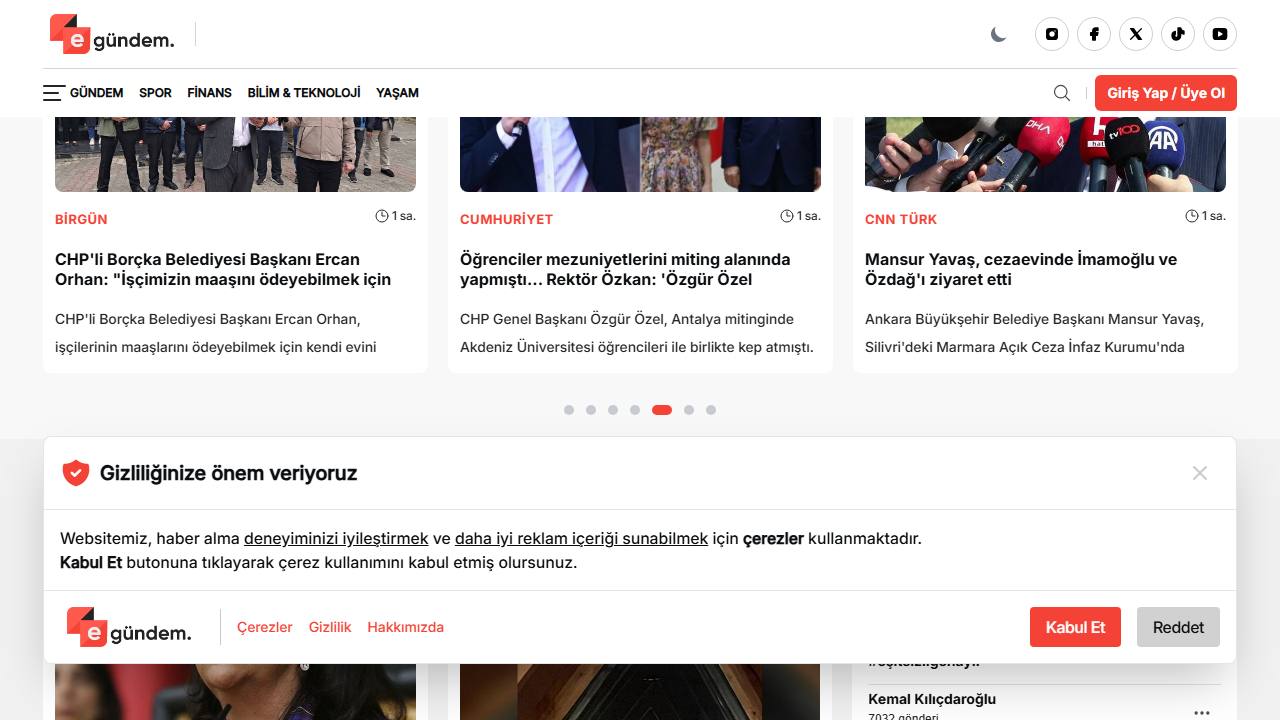 e gündem.
GÜNDEM SPOR FİNANS BİLİM & TEKNOLOJİ YAŞAM
Giriş Yap / Üye Ol
BİRGÜN 1 sa.
CHP'li Borçka Belediyesi Başkanı Ercan
Orhan: "İşçimizin maaşını ödeyebilmek için
CHP'li Borçka Belediyesi Başkanı Ercan Orhan,
işçilerinin maaşlarını ödeyebilmek için kendi evini
CUMHURİYET 1 sa.
Öğrenciler mezuniyetlerini miting alanında
yapmıştı... Rektör Özkan: 'Özgür Özel
CHP Genel Başkanı Özgür Özel, Antalya mitinginde
Akdeniz Üniversitesi öğrencileri ile birlikte kep atmıştı.
DHA
tv100
AA
CNN TÜRK 1 sa.
Mansur Yavaş, cezaevinde İmamoğlu ve
Özdağ'ı ziyaret etti
Ankara Büyükşehir Belediye Başkanı Mansur Yavaş,
Silivri'deki Marmara Açık Ceza İnfaz Kurumu'nda
Gizliliğinize önem veriyoruz
Websitemiz, haber alma deneyiminizi iyileştirmek ve daha iyi reklam içeriği sunabilmek için çerezler kullanmaktadır.
Kabul Et butonuna tıklayarak çerez kullanımını kabul etmiş olursunuz.
e gündem.
Çerezler Gizlilik Hakkımızda
Kabul Et Reddet
Kemal Kılıçdaroğlu
7032 gönderi